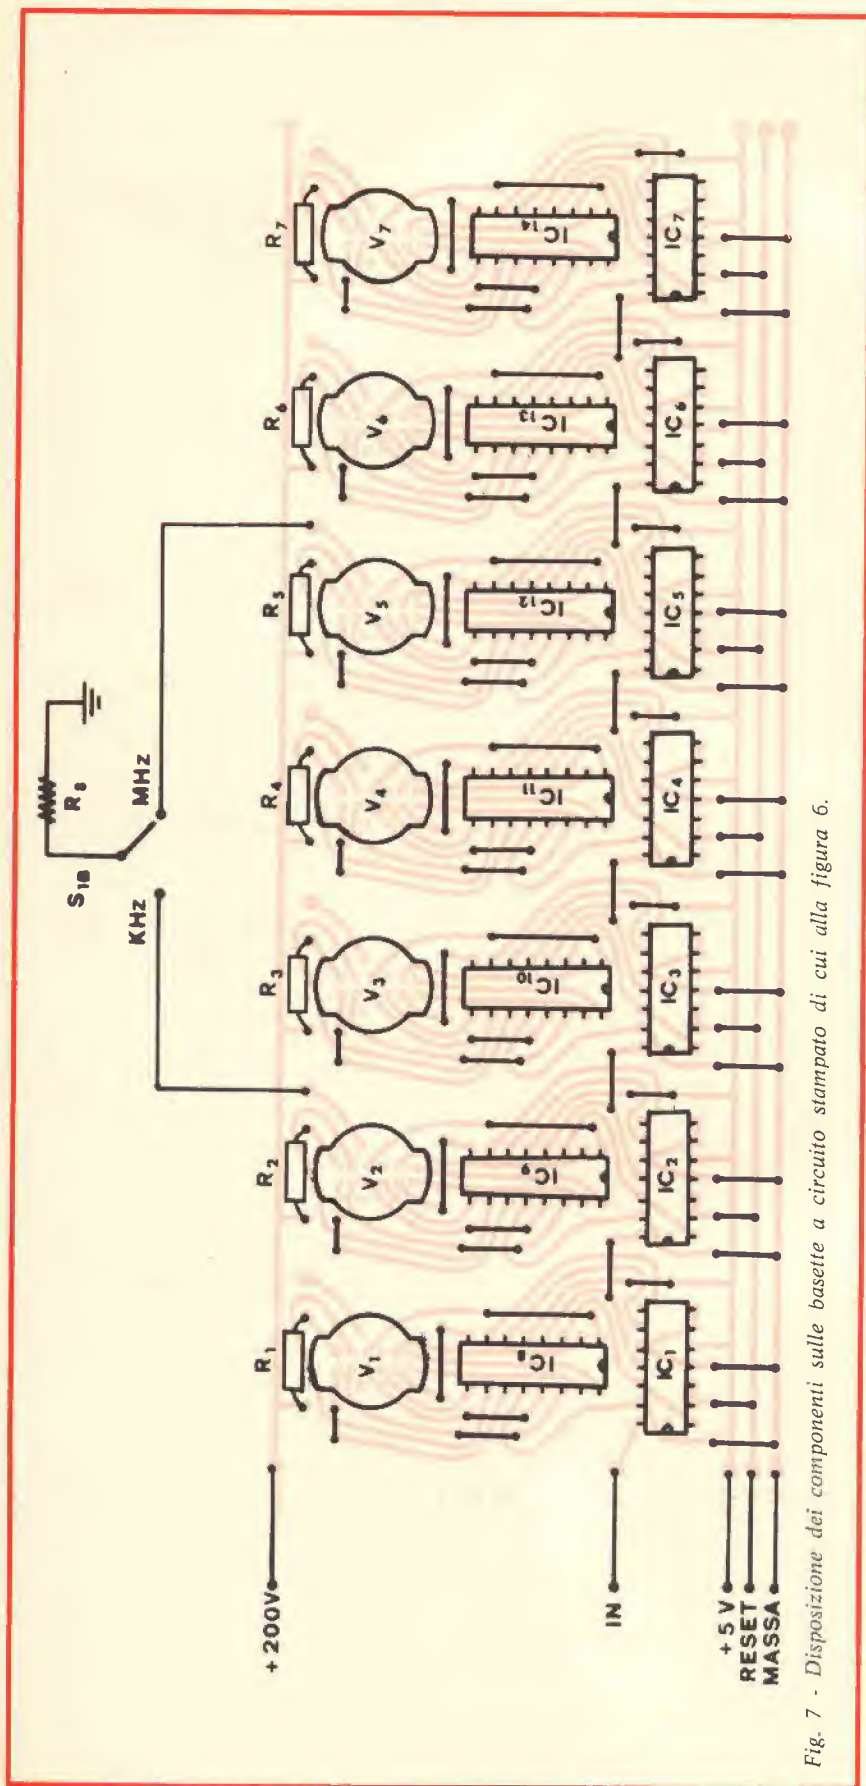 S1B
R8
KHz
MHz
R1 R2 R3 R4 R5 R6 R7
+200V
V1 V2 V3 V4 V5 V6 V7
IC8 IC9 IC10 IC11 IC12 IC13 IC14
IN
IC1 IC2 IC3 IC4 IC5 IC6 IC7
+5V
RESET
MASSA
Fig. 7 - Disposizione dei componenti sulle basette a circuito stampato di cui alla figura 6.